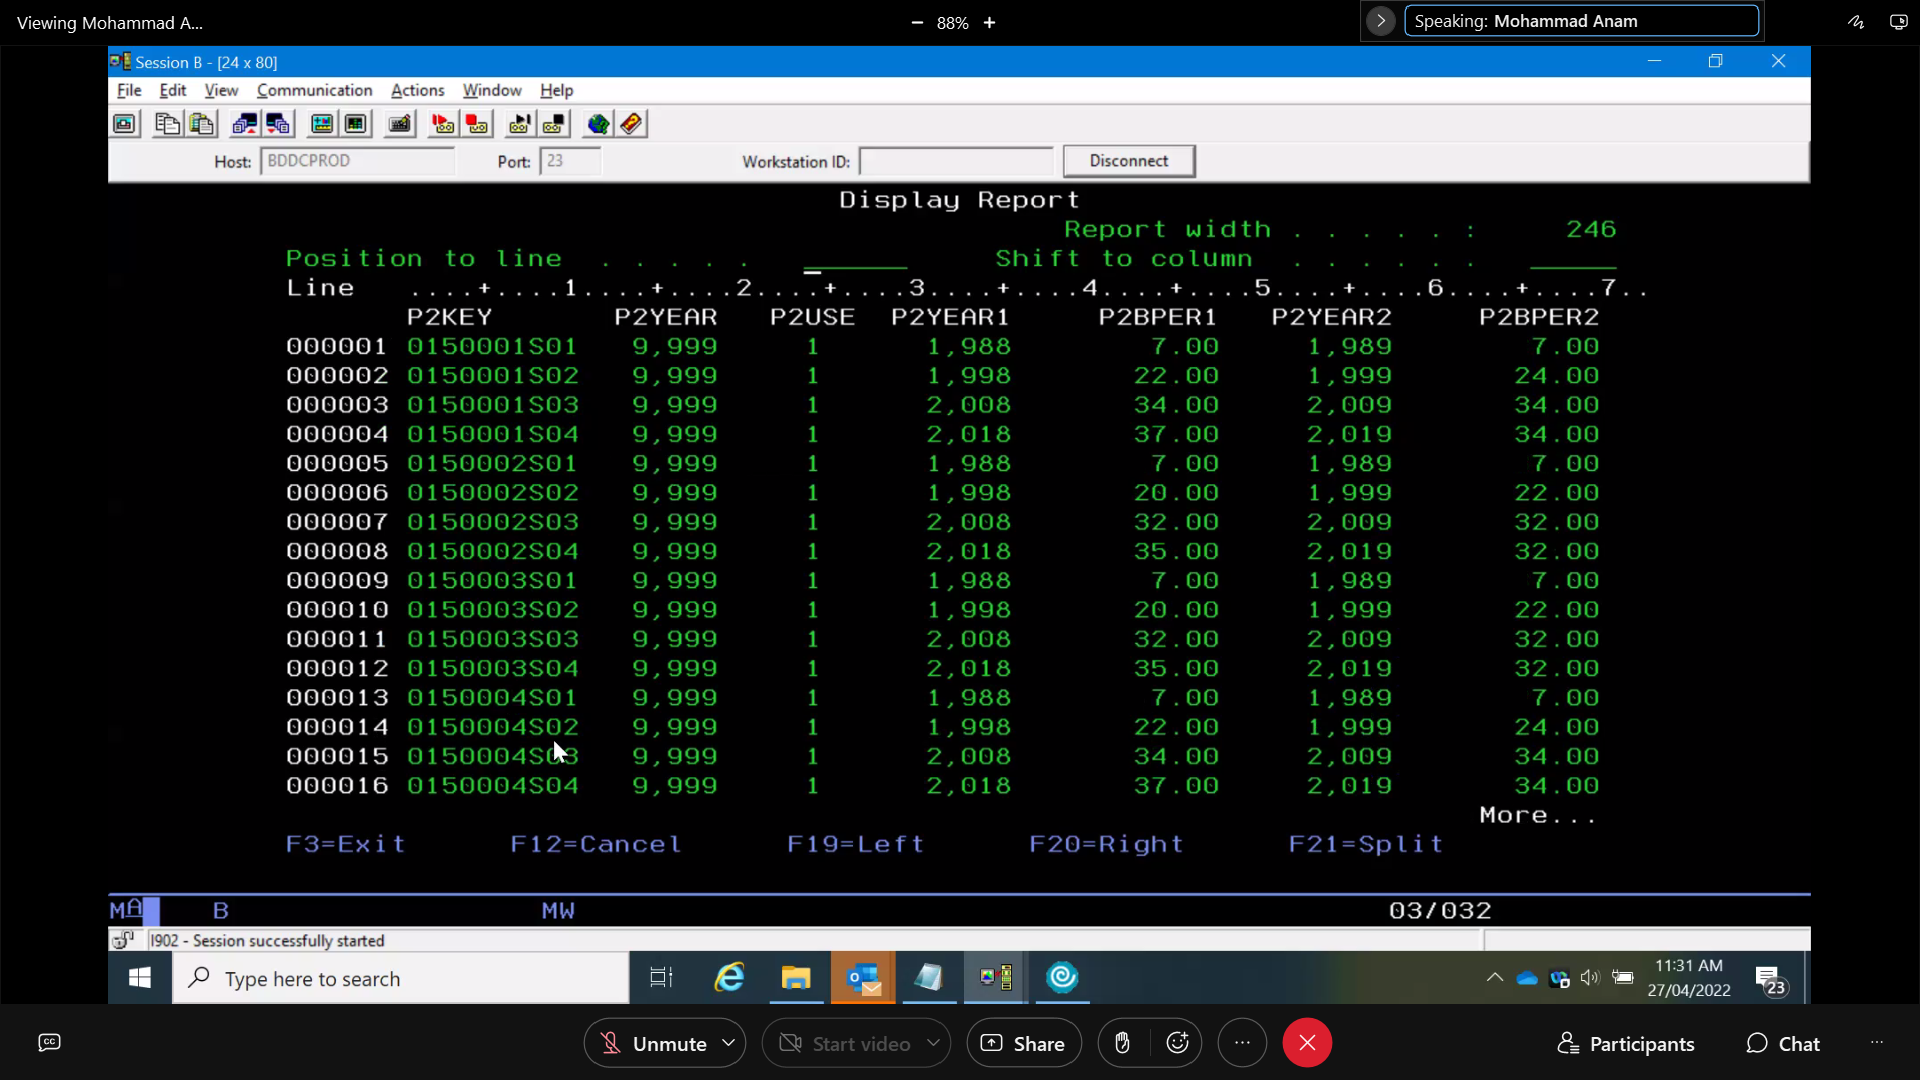 Viewing Mohammad A...
88%
Speaking: Mohammad Anam
Session B - [24 x 80]
File Edit View Communication Actions Window Help
Host: BDDCPROD Port: 23 Workstation ID: Disconnect
Display Report
Report width . . . . . : 246
Position to line . . . . . Shift to column . . . . . .
Line ....+....1....+....2....+....3....+....4....+....5....+....6....+....7..
P2KEY P2YEAR P2USE P2YEAR1 P2BPER1 P2YEAR2 P2BPER2
000001 0150001S01 9,999 1 1,988 7.00 1,989 7.00
000002 0150001S02 9,999 1 1,998 22.00 1,999 24.00
000003 0150001S03 9,999 1 2,008 34.00 2,009 34.00
000004 0150001S04 9,999 1 2,018 37.00 2,019 34.00
000005 0150002S01 9,999 1 1,988 7.00 1,989 7.00
000006 0150002S02 9,999 1 1,998 20.00 1,999 22.00
000007 0150002S03 9,999 1 2,008 32.00 2,009 32.00
000008 0150002S04 9,999 1 2,018 35.00 2,019 32.00
000009 0150003S01 9,999 1 1,988 7.00 1,989 7.00
000010 0150003S02 9,999 1 1,998 20.00 1,999 22.00
000011 0150003S03 9,999 1 2,008 32.00 2,009 32.00
000012 0150003S04 9,999 1 2,018 35.00 2,019 32.00
000013 0150004S01 9,999 1 1,988 7.00 1,989 7.00
000014 0150004S02 9,999 1 1,998 22.00 1,999 24.00
000015 0150004S03 9,999 1 2,008 34.00 2,009 34.00
000016 0150004S04 9,999 1 2,018 37.00 2,019 34.00
More...
F3=Exit F12=Cancel F19=Left F20=Right F21=Split
MA B MW 03/032
I902 - Session successfully started
Type here to search
11:31 AM
27/04/2022
23
CC Unmute Start video Share Participants Chat